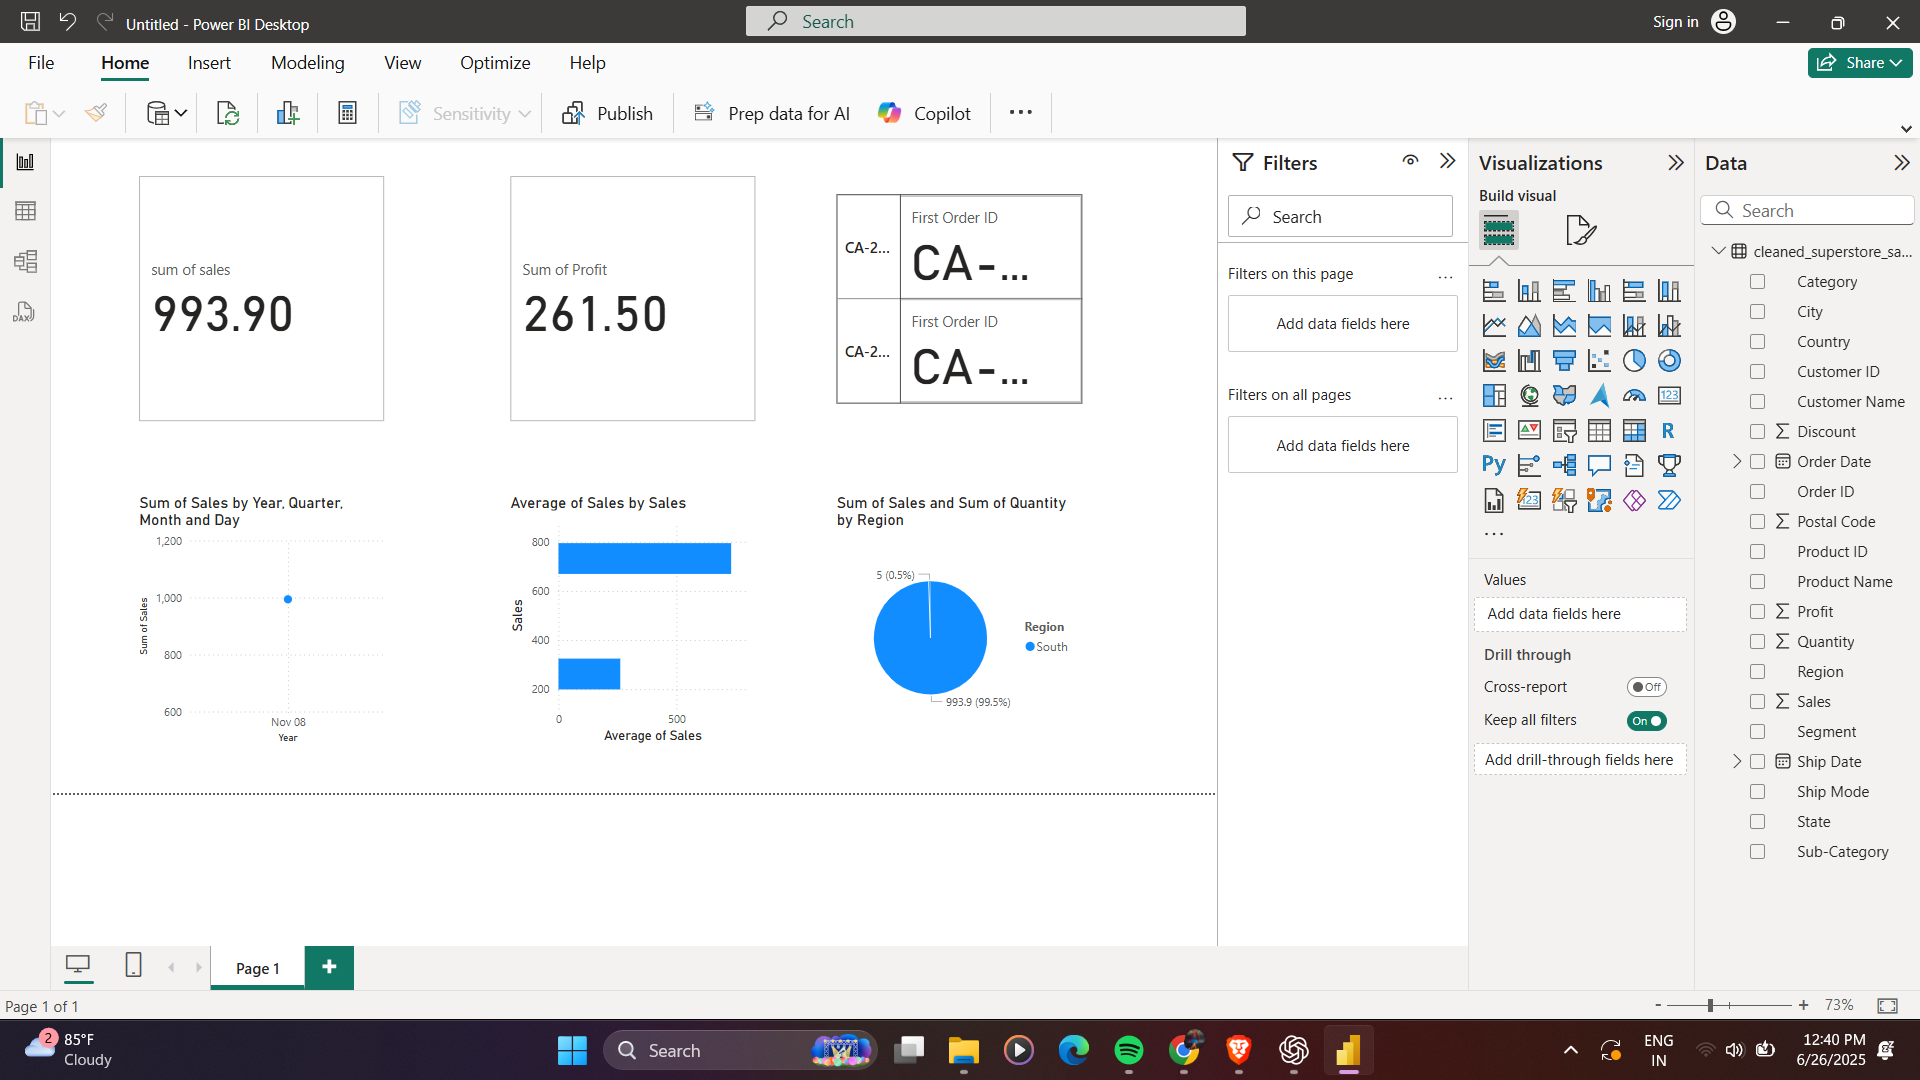 Untitled - Power BI Desktop
Search
Sign in
File
Home
Insert
Modeling
View
Optimize
Help
Share
Sensitivity
Publish
Prep data for AI
Copilot
...
sum of sales
993.90
Sum of Profit
261.50
CA-2...
First Order ID
CA-...
CA-2...
First Order ID
CA-...
Sum of Sales by Year, Quarter,
Month and Day
1,200
1,000
800
600
Sum of Sales
Nov 08
Year
Average of Sales by Sales
800
600
400
200
Sales
0
500
Average of Sales
Sum of Sales and Sum of Quantity
by Region
5 (0.5%)
993.9 (99.5%)
Region
South
Filters
Search
Filters on this page
...
Add data fields here
Filters on all pages
...
Add data fields here
Visualizations
Build visual
123
R
Py
123
...
Values
Add data fields here
Drill through
Cross-report
Off
Keep all filters
On
Add drill-through fields here
Data
Search
cleaned_superstore_sa...
Category
City
Country
Customer ID
Customer Name
Discount
Order Date
Order ID
Postal Code
Product ID
Product Name
Profit
Quantity
Region
Sales
Segment
Ship Date
Ship Mode
State
Sub-Category
DAX
Page 1
+
Page 1 of 1
-
+
73%
2
85°F
Cloudy
Search
ENG
IN
12:40 PM
6/26/2025